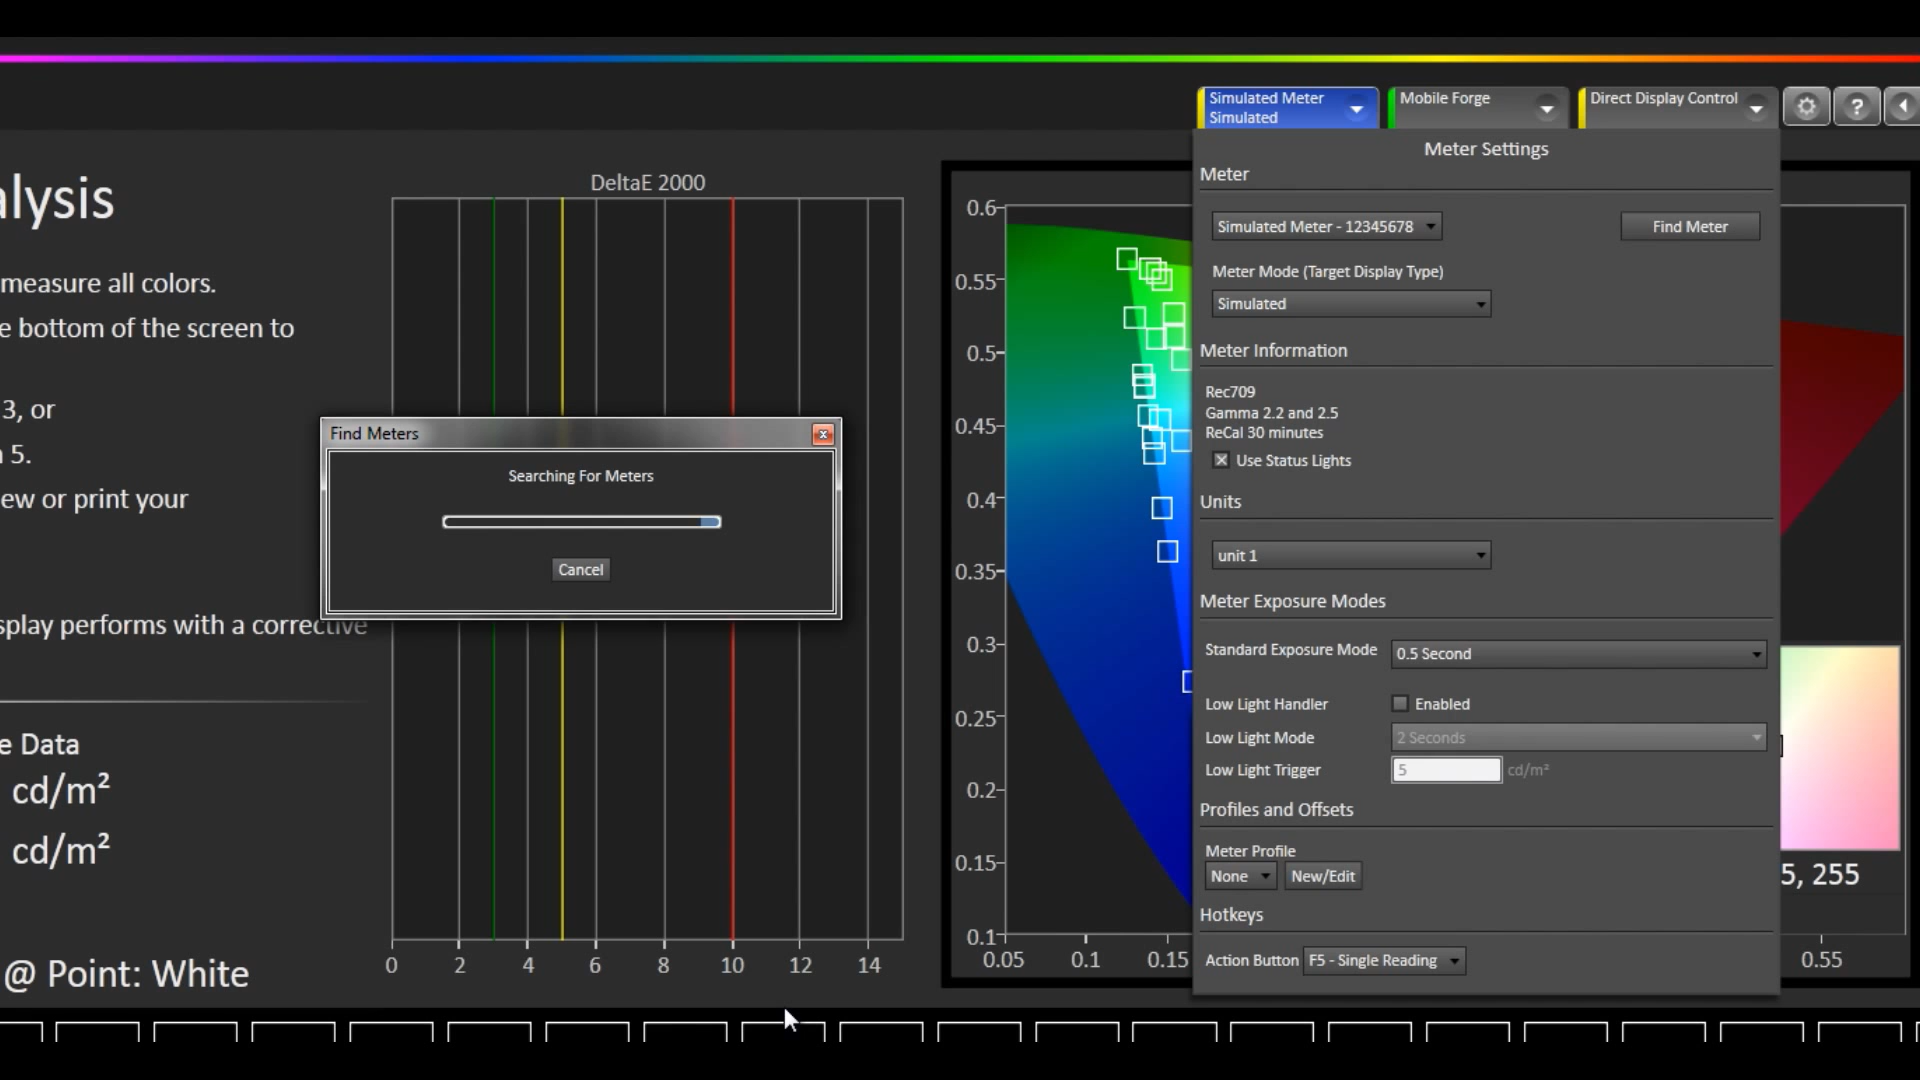 Simulated Meter
Simulated
Mobile Forge
Direct Display Control
?
Meter Settings
Meter
Simulated Meter - 12345678
Find Meter
Meter Mode (Target Display Type)
Simulated
Meter Information
Rec709
Gamma 2.2 and 2.5
ReCal 30 minutes
Use Status Lights
Units
unit 1
Meter Exposure Modes
Standard Exposure Mode
0.5 Second
Low Light Handler
Enabled
Low Light Mode
2 Seconds
Low Light Trigger
5
cd/m²
Profiles and Offsets
Meter Profile
None
New/Edit
Hotkeys
Action Button
F5 - Single Reading
alysis
measure all colors.
e bottom of the screen to
3, or
5.
ew or print your
splay performs with a corrective
e Data
cd/m²
cd/m²
@ Point: White
DeltaE 2000
0
2
4
6
8
10
12
14
Find Meters
Searching For Meters
Cancel
0.6
0.55
0.5
0.45
0.4
0.35
0.3
0.25
0.2
0.15
0.1
0.05
0.1
0.15
0.55
5, 255